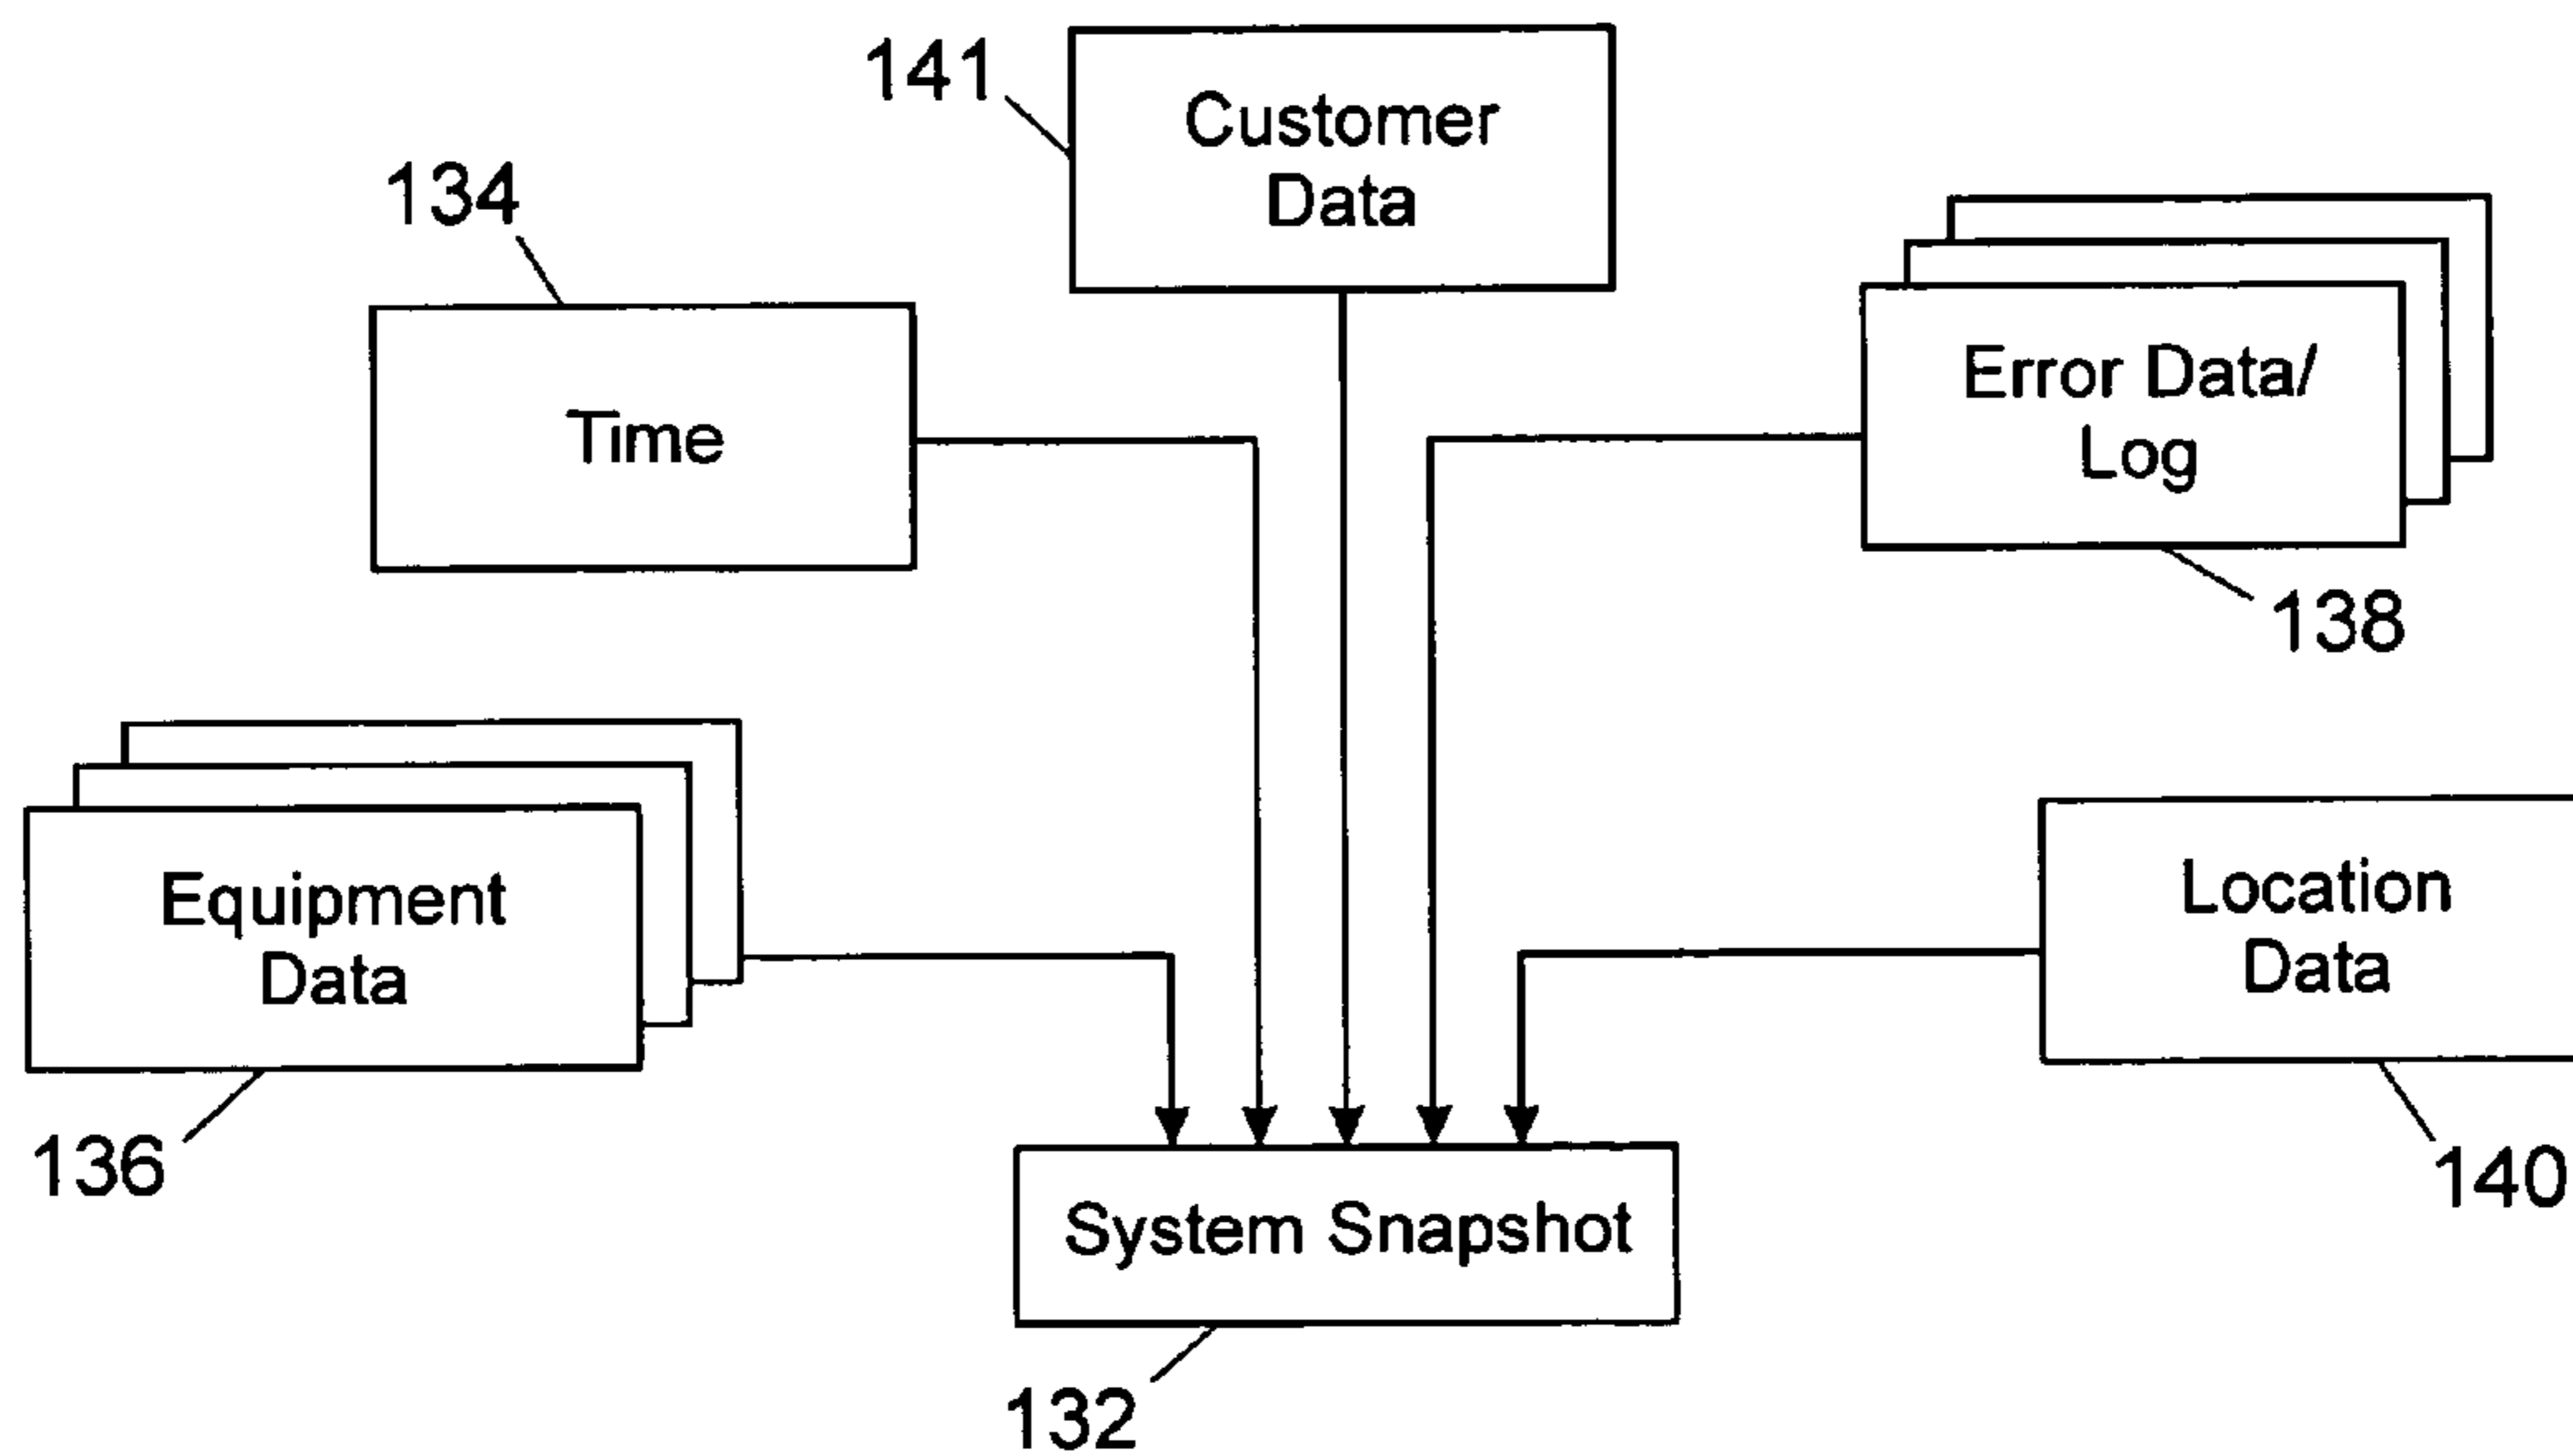 141
Customer
Data
134
Time
Error Data/
Log
138
Equipment
Data
136
Location
Data
140
System Snapshot
132